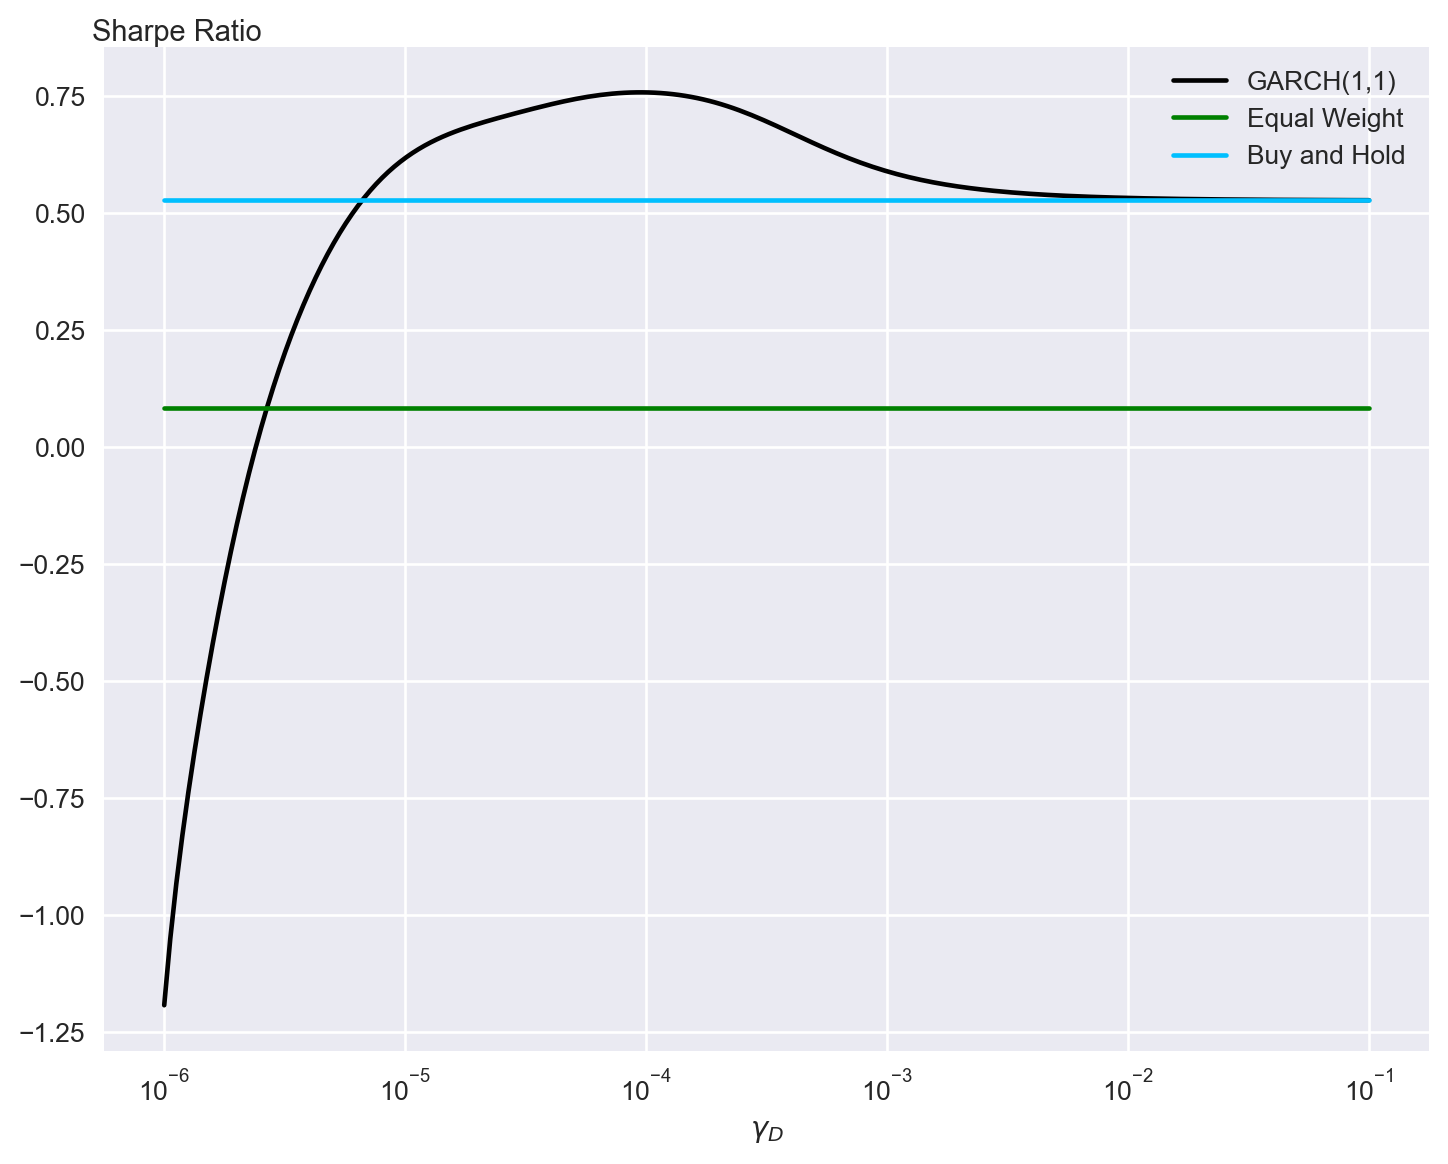 Sharpe Ratio
GARCH(1,1)
Equal Weight
Buy and Hold
0.75
0.50
0.25
0.00
−0.25
−0.50
−0.75
−1.00
−1.25
10⁻⁶ 10⁻⁵ 10⁻⁴ 10⁻³ 10⁻² 10⁻¹
γ_D